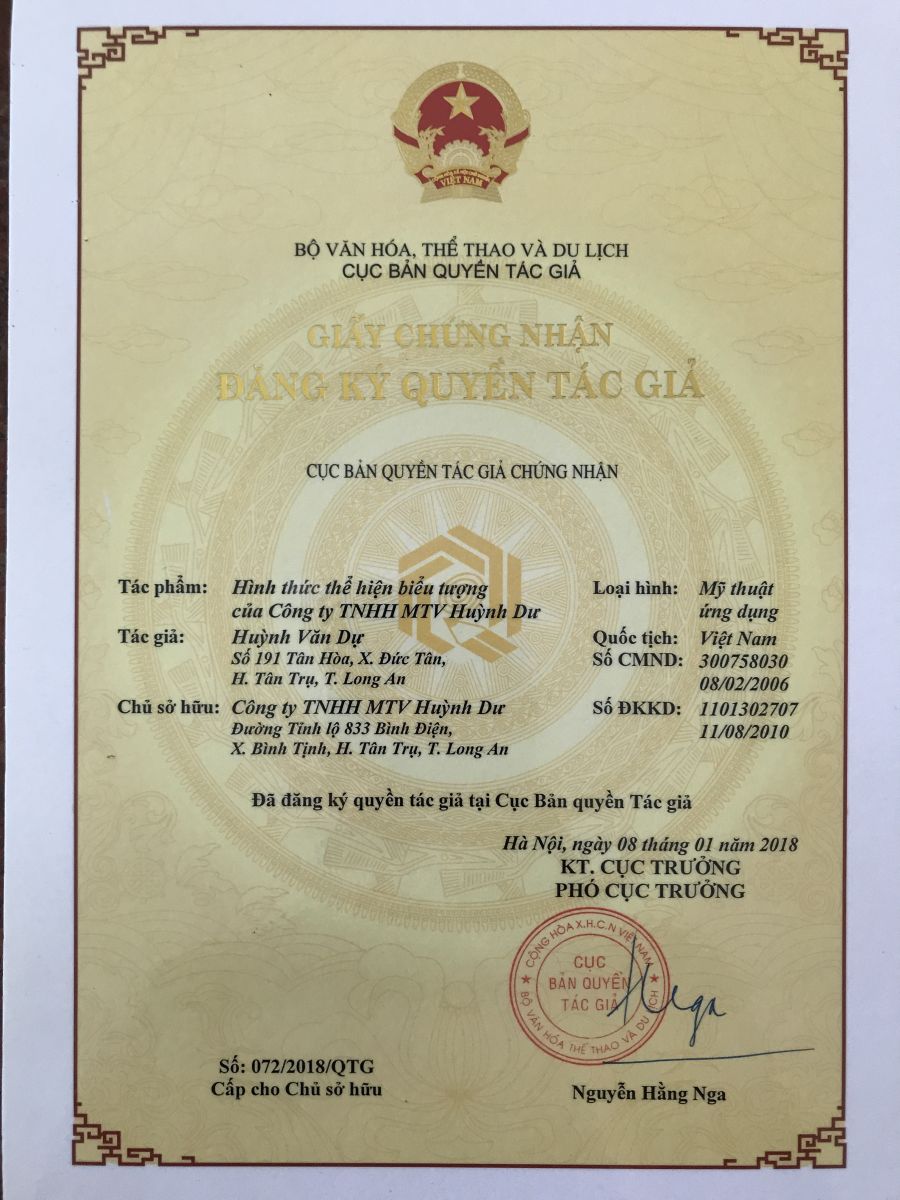 CỘNG HÒA XÃ HỘI CHỦ NGHĨA
VIỆT NAM
BỘ VĂN HÓA, THỂ THAO VÀ DU LỊCH
CỤC BẢN QUYỀN TÁC GIẢ
GIẤY CHỨNG NHẬN
ĐĂNG KÝ QUYỀN TÁC GIẢ
CỤC BẢN QUYỀN TÁC GIẢ CHỨNG NHẬN
Tác phẩm: Hình thức thể hiện biểu tượng Loại hình: Mỹ thuật
của Công ty TNHH MTV Huỳnh Dư ứng dụng
Tác giả: Huỳnh Văn Dự Quốc tịch: Việt Nam
Số 191 Tân Hòa, X. Đức Tân, Số CMND: 300758030
H. Tân Trụ, T. Long An 08/02/2006
Chủ sở hữu: Công ty TNHH MTV Huỳnh Dư Số ĐKKD: 1101302707
Đường Tỉnh lộ 833 Bình Điện, 11/08/2010
X. Bình Tịnh, H. Tân Trụ, T. Long An
Đã đăng ký quyền tác giả tại Cục Bản quyền Tác giả
Hà Nội, ngày 08 tháng 01 năm 2018
KT. CỤC TRƯỞNG
PHÓ CỤC TRƯỞNG
CỘNG HÒA X.H.C.N VIỆT NAM
CỤC
BẢN QUYỀN
TÁC GIẢ
BỘ VĂN HÓA THỂ THAO VÀ DU LỊCH
Nga
Số: 072/2018/QTG
Cấp cho Chủ sở hữu
Nguyễn Hằng Nga